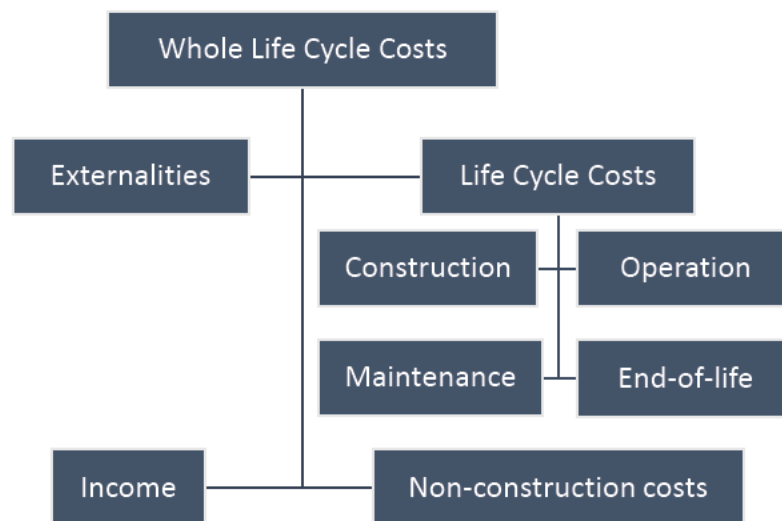 Whole Life Cycle Costs
Externalities
Life Cycle Costs
Construction
Operation
Maintenance
End-of-life
Income
Non-construction costs